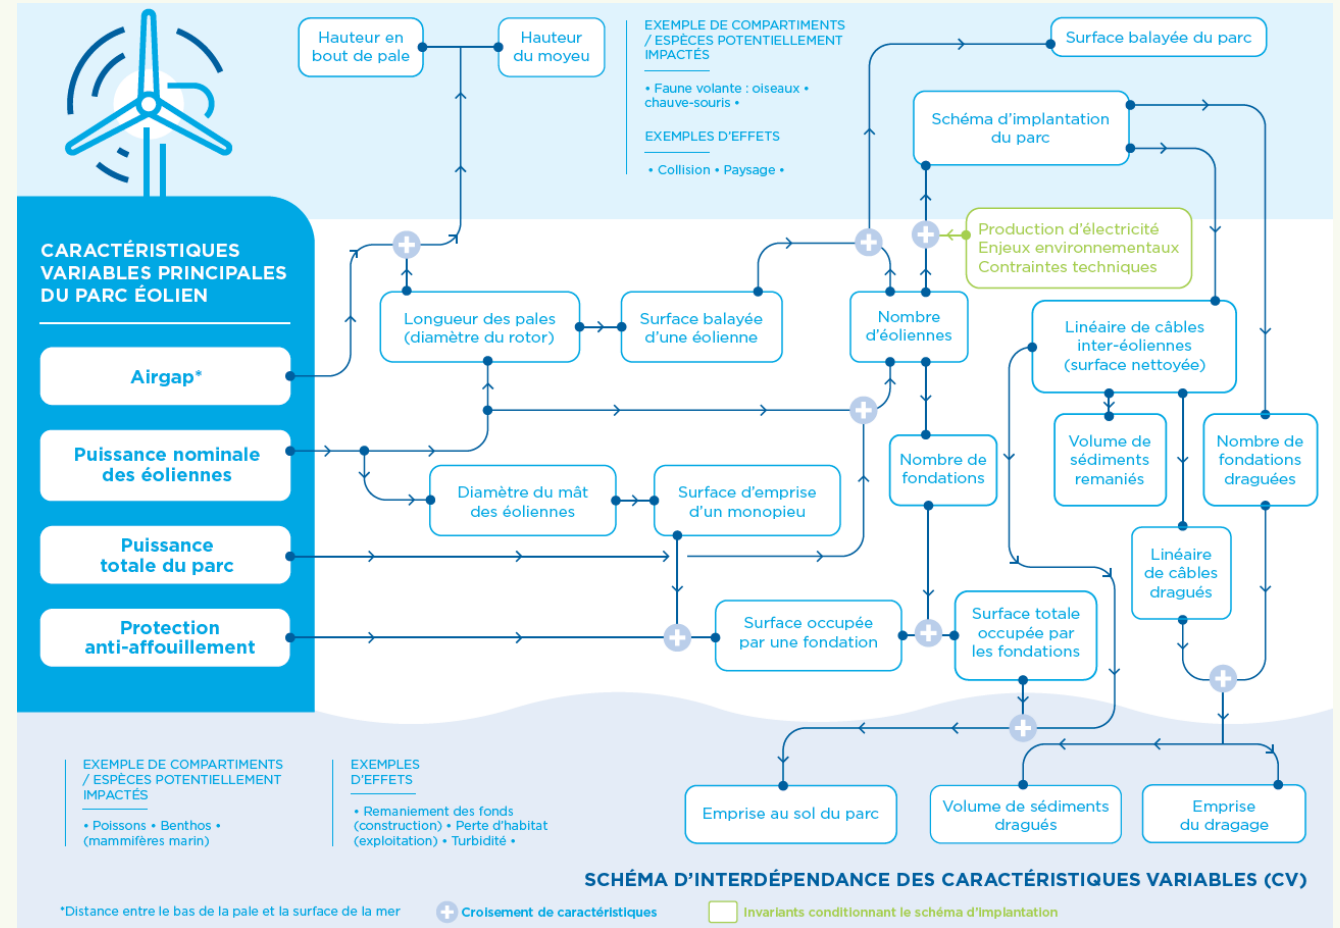 Hauteur en
bout de pale
Hauteur
du moyeu
EXEMPLE DE COMPARTIMENTS
/ ESPÈCES POTENTIELLEMENT
IMPACTÉS
• Faune volante : oiseaux •
chauve-souris •
EXEMPLES D'EFFETS
• Collision • Paysage •
Surface balayée du parc
Schéma d'implantation
du parc
Production d'électricité
Enjeux environnementaux
Contraintes techniques
CARACTÉRISTIQUES
VARIABLES PRINCIPALES
DU PARC ÉOLIEN
Airgap*
Puissance nominale
des éoliennes
Puissance
totale du parc
Protection
anti-affouillement
Longueur des pales
(diamètre du rotor)
Surface balayée
d'une éolienne
Nombre
d'éoliennes
Linéaire de câbles
inter-éoliennes
(surface nettoyée)
Diamètre du mât
des éoliennes
Surface d'emprise
d'un monopieu
Nombre de
fondations
Volume de
sédiments
remaniés
Nombre de
fondations
draguées
Linéaire
de câbles
dragués
Surface occupée
par une fondation
Surface totale
occupée par
les fondations
Emprise au sol du parc
Volume de sédiments
dragués
Emprise
du dragage
EXEMPLE DE COMPARTIMENTS
/ ESPÈCES POTENTIELLEMENT
IMPACTÉS
• Poissons • Benthos •
(mammifères marin)
EXEMPLES
D'EFFETS
• Remaniement des fonds
(construction) • Perte d'habitat
(exploitation) • Turbidité •
SCHÉMA D'INTERDÉPENDANCE DES CARACTÉRISTIQUES VARIABLES (CV)
*Distance entre le bas de la pale et la surface de la mer
Croisement de caractéristiques
Invariants conditionnant le schéma d'implantation